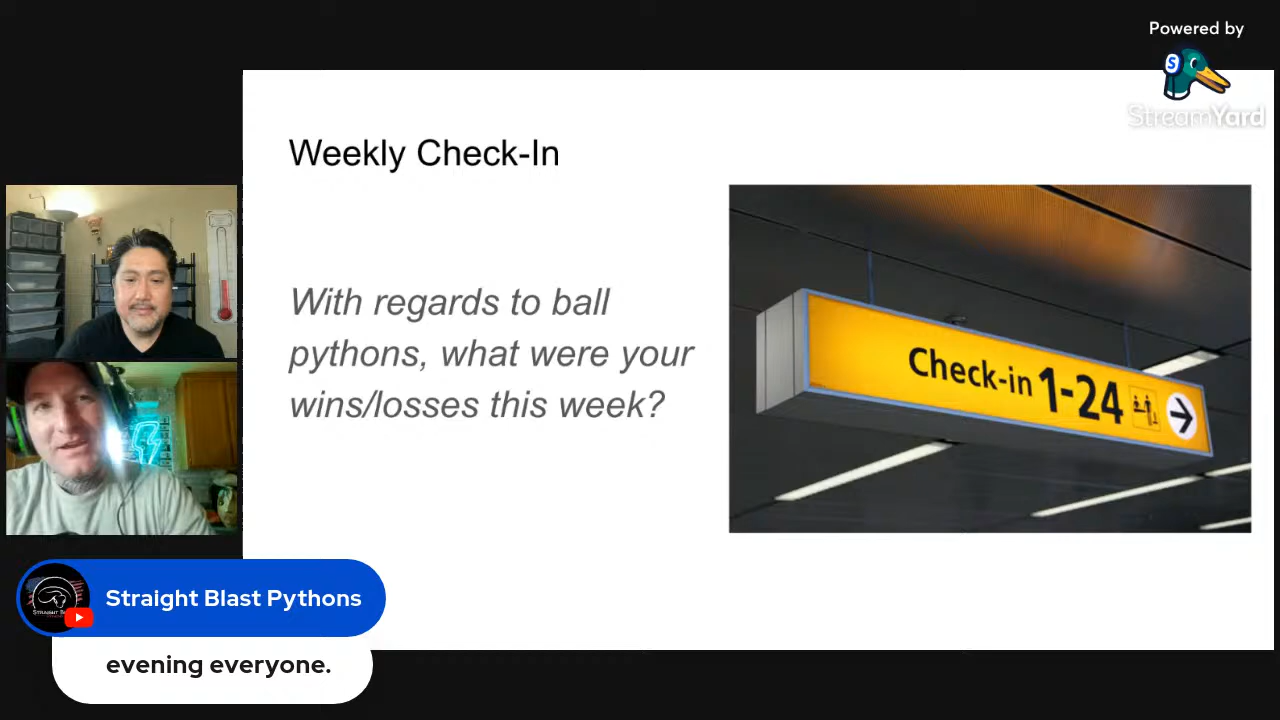 Powered by
StreamYard
Weekly Check-In
With regards to ball
pythons, what were your
wins/losses this week?
Check-in 1-24
Straight Blast Pythons
evening everyone.